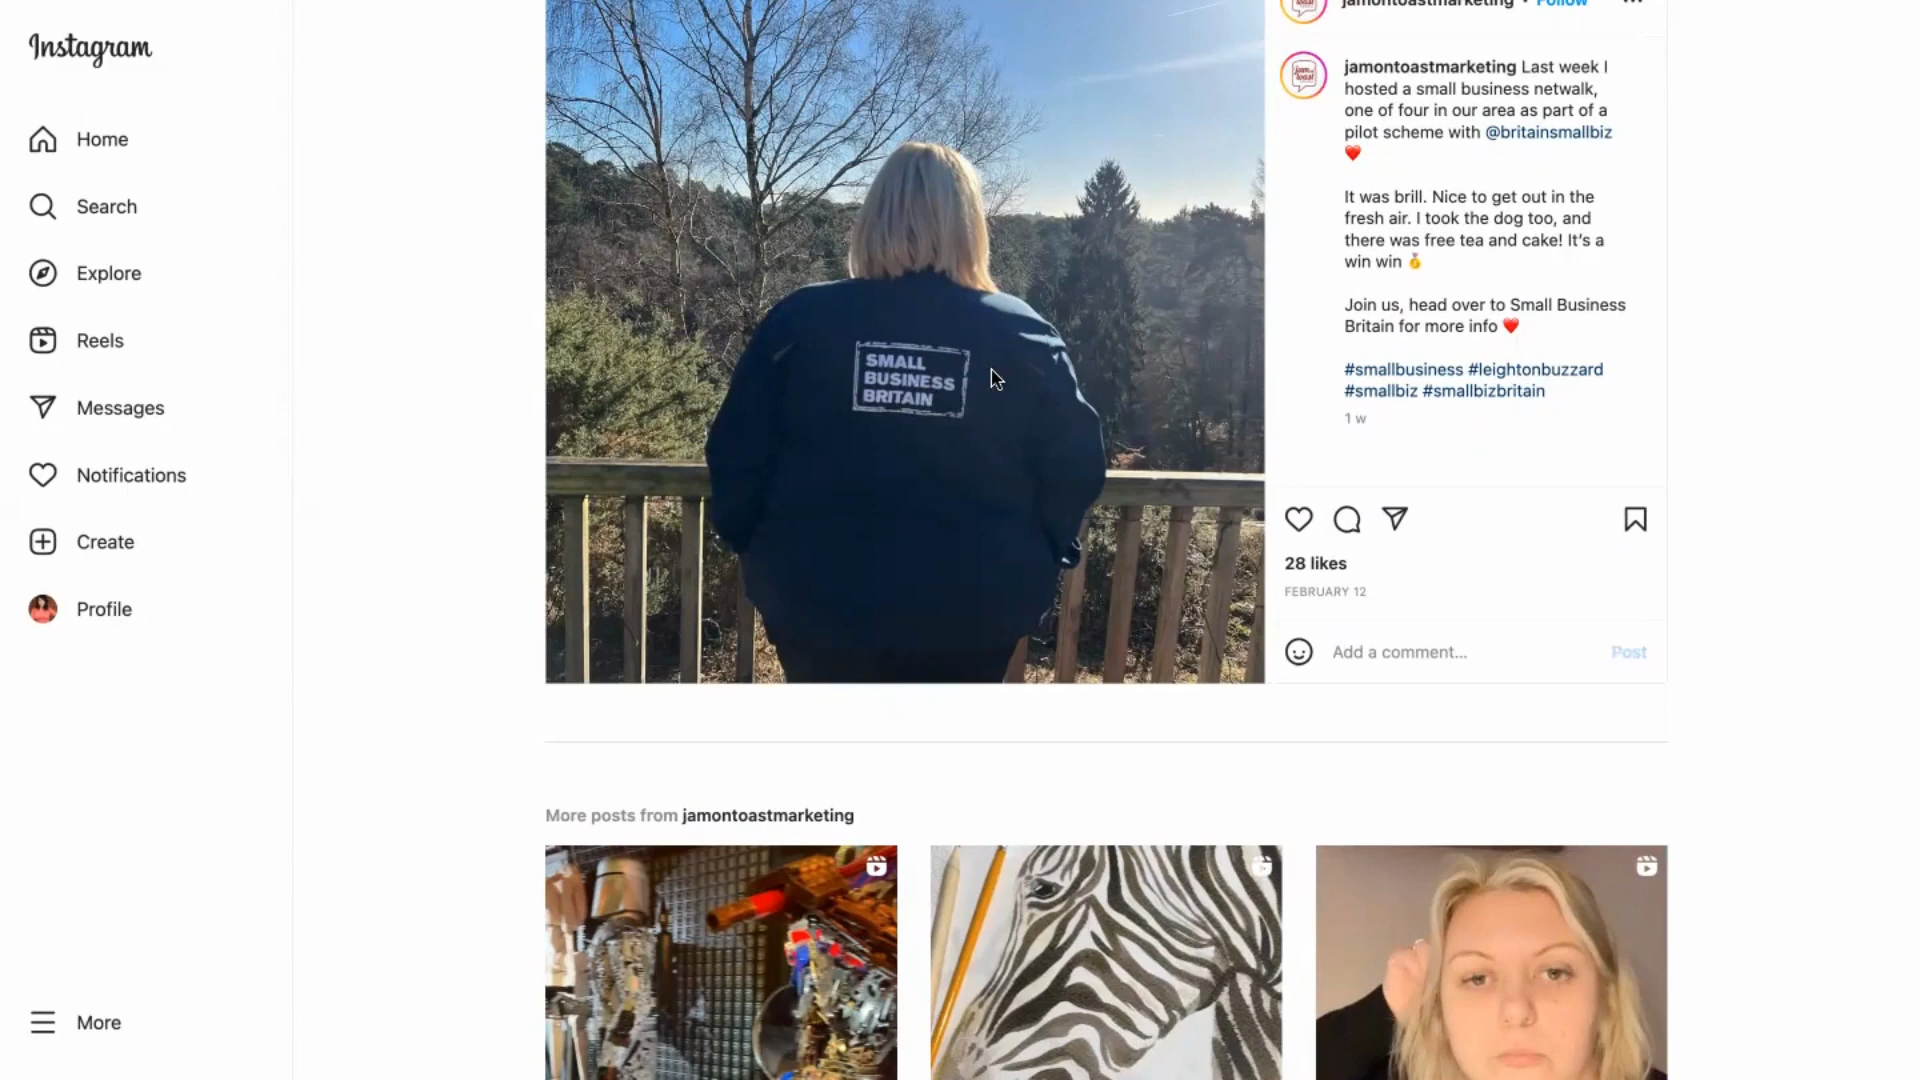 Instagram
Home
Search
Explore
Reels
Messages
Notifications
Create
Profile
More
SMALL
BUSINESS
BRITAIN
jamontoastmarketing • Follow
jamontoastmarketing Last week I
hosted a small business netwalk,
one of four in our area as part of a
pilot scheme with @britainsmallbiz
❤️
It was brill. Nice to get out in the
fresh air. I took the dog too, and
there was free tea and cake! It's a
win win 🏅
Join us, head over to Small Business
Britain for more info ❤️
#smallbusiness #leightonbuzzard
#smallbiz #smallbizbritain
1 w
28 likes
FEBRUARY 12
Add a comment... Post
More posts from jamontoastmarketing